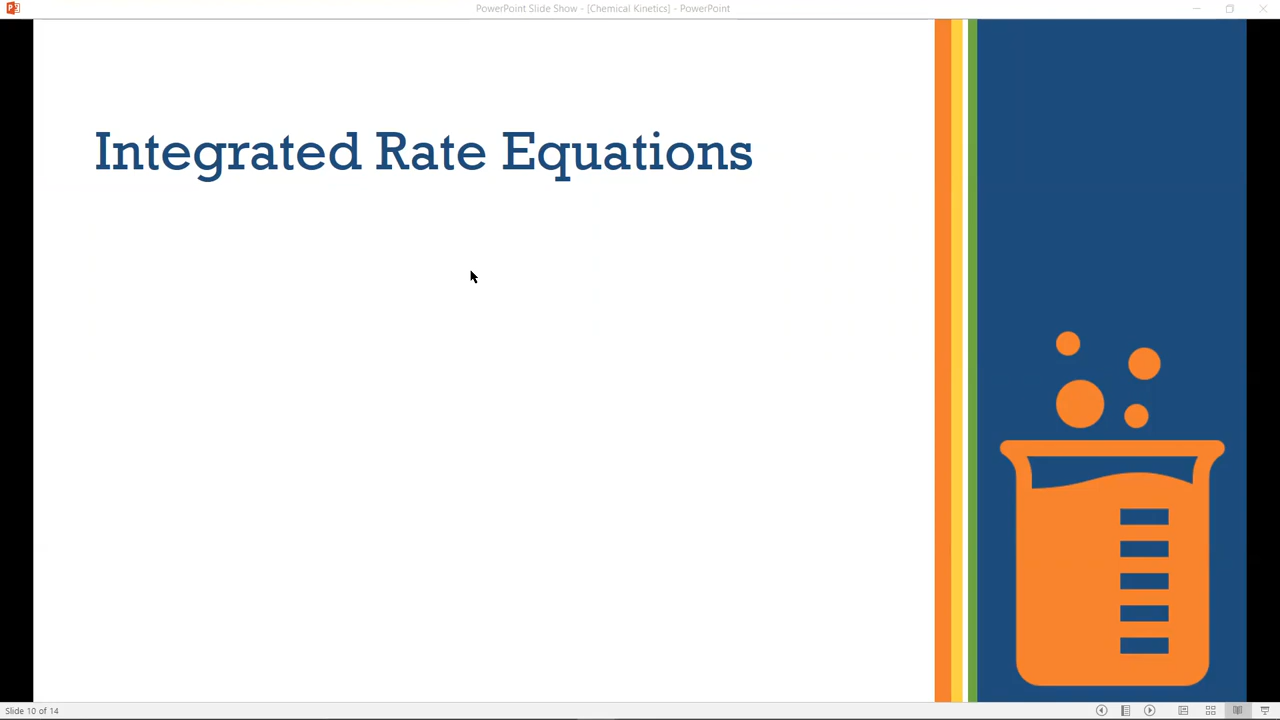 PowerPoint Slide Show - [Chemical Kinetics] - PowerPoint
Integrated Rate Equations
Slide 10 of 14